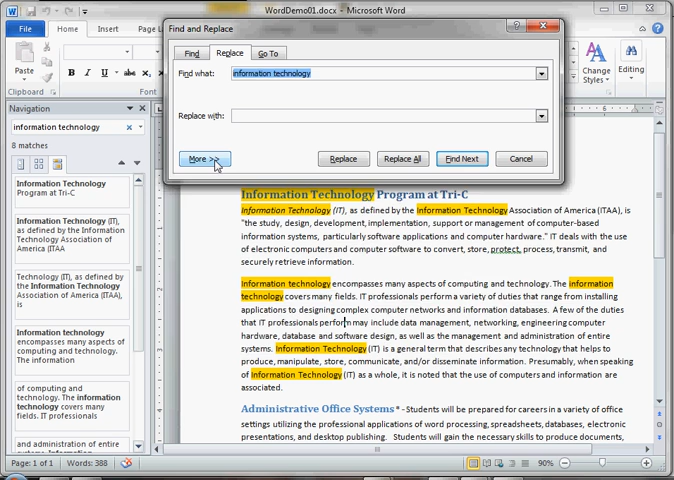 WordDemo01.docx - Microsoft Word
File
Home
Paste
Clipboard
B I U abc
Change
Styles
Editing
Find and Replace
Find
Replace
Go To
Find what:
information technology
Replace with:
More >>
Replace
Replace All
Find Next
Cancel
Navigation
information technology
8 matches
Information Technology
Program at Tri-C
Information Technology (IT),
as defined by the Information
Technology Association of
America (ITAA
Technology (IT), as defined by
the Information Technology
Association of America (ITAA),
is
Information technology
encompasses many aspects of
computing and technology.
The
of computing and
technology. The information
technology covers many
fields. IT professionals
and administration of entire
systems. Information
Information Technology Program at Tri-C
Information Technology (IT), as defined by the Information Technology Association of America (ITAA), is
"the study, design, development, implementation, support or management of computer-based
information systems, particularly software applications and computer hardware." IT deals with the use
of electronic computers and computer software to convert, store, protect, process, transmit, and
securely retrieve information.
Information technology encompasses many aspects of computing and technology. The information
technology covers many fields. IT professionals perform a variety of duties that range from installing
applications to designing complex computer networks and information databases. A few of the duties
that IT professionals perform may include data management, networking, engineering computer
hardware, database and software design, as well as the management and administration of entire
systems. Information Technology (IT) is a general term that describes any technology that helps to
produce, manipulate, store, communicate, and/or disseminate information. Presumably, when speaking
of Information Technology (IT) as a whole, it is noted that the use of computers and information are
associated.
Administrative Office Systems * - Students will be prepared for careers in a variety of office
settings utilizing the professional applications of word processing, spreadsheets, databases, electronic
presentations, and desktop publishing. Students will gain the necessary skills to produce documents,
Page: 1 of 1
Words: 388
90%